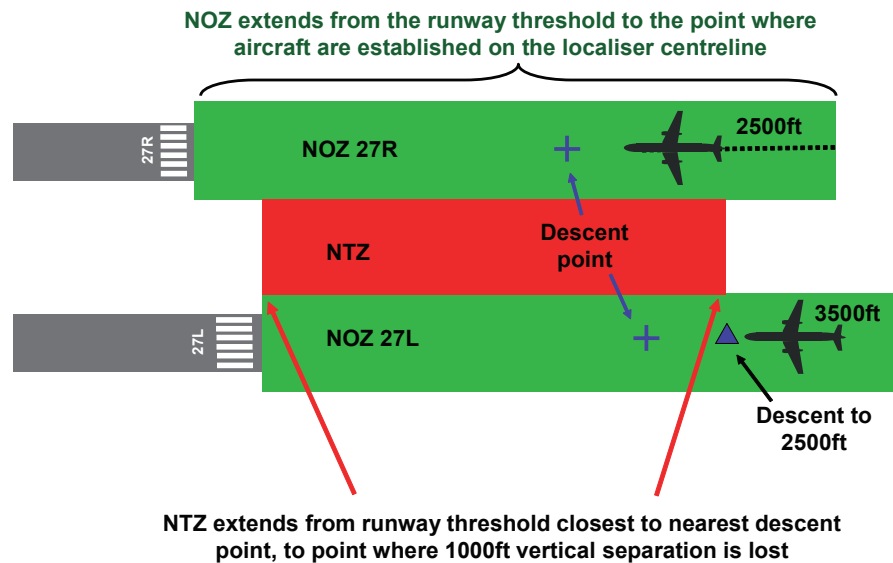 NOZ extends from the runway threshold to the point where
aircraft are established on the localiser centreline
27R
NOZ 27R
2500ft
NTZ
Descent
point
27L
NOZ 27L
3500ft
Descent to
2500ft
NTZ extends from runway threshold closest to nearest descent
point, to point where 1000ft vertical separation is lost